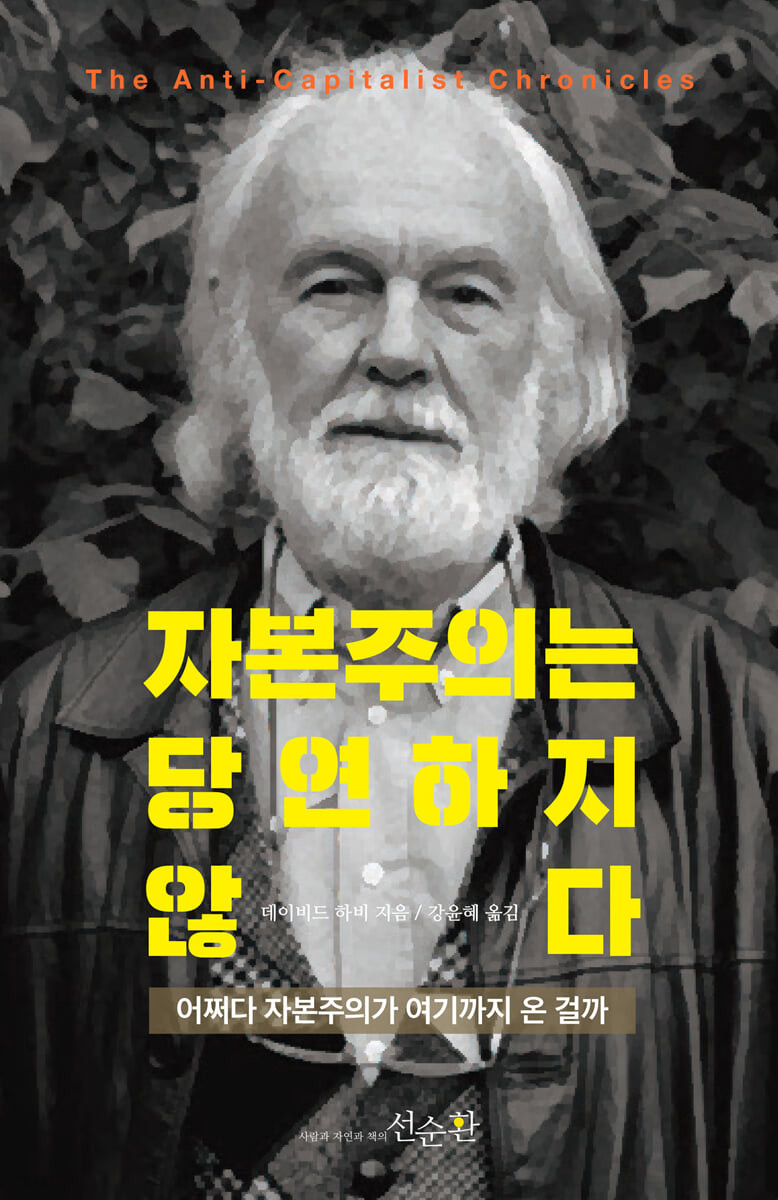 The Anti-Capitalist Chronicles
자본주의는
당연하지
않다
데이비드 하비 지음 / 강윤혜 옮김
어쩌다 자본주의가 여기까지 온 걸까
사람과 자연과 책의 선순환